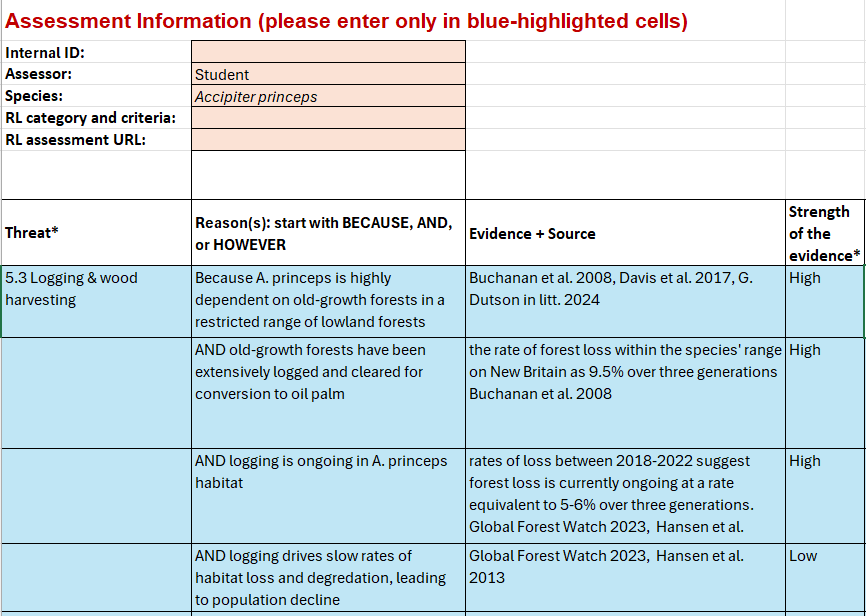 Assessment Information (please enter only in blue-highlighted cells)
Internal ID:
Assessor: Student
Species: Accipiter princeps
RL category and criteria:
RL assessment URL:
Threat*
Reason(s): start with BECAUSE, AND,
or HOWEVER
Evidence + Source
Strength
of the
evidence*
5.3 Logging & wood
harvesting
Because A. princeps is highly
dependent on old-growth forests in a
restricted range of lowland forests
Buchanan et al. 2008, Davis et al. 2017, G.
Dutson in litt. 2024
High
AND old-growth forests have been
extensively logged and cleared for
conversion to oil palm
the rate of forest loss within the species' range
on New Britain as 9.5% over three generations
Buchanan et al. 2008
High
AND logging is ongoing in A. princeps
habitat
rates of loss between 2018-2022 suggest
forest loss is currently ongoing at a rate
equivalent to 5-6% over three generations.
Global Forest Watch 2023, Hansen et al.
High
AND logging drives slow rates of
habitat loss and degredation, leading
to population decline
Global Forest Watch 2023, Hansen et al.
2013
Low